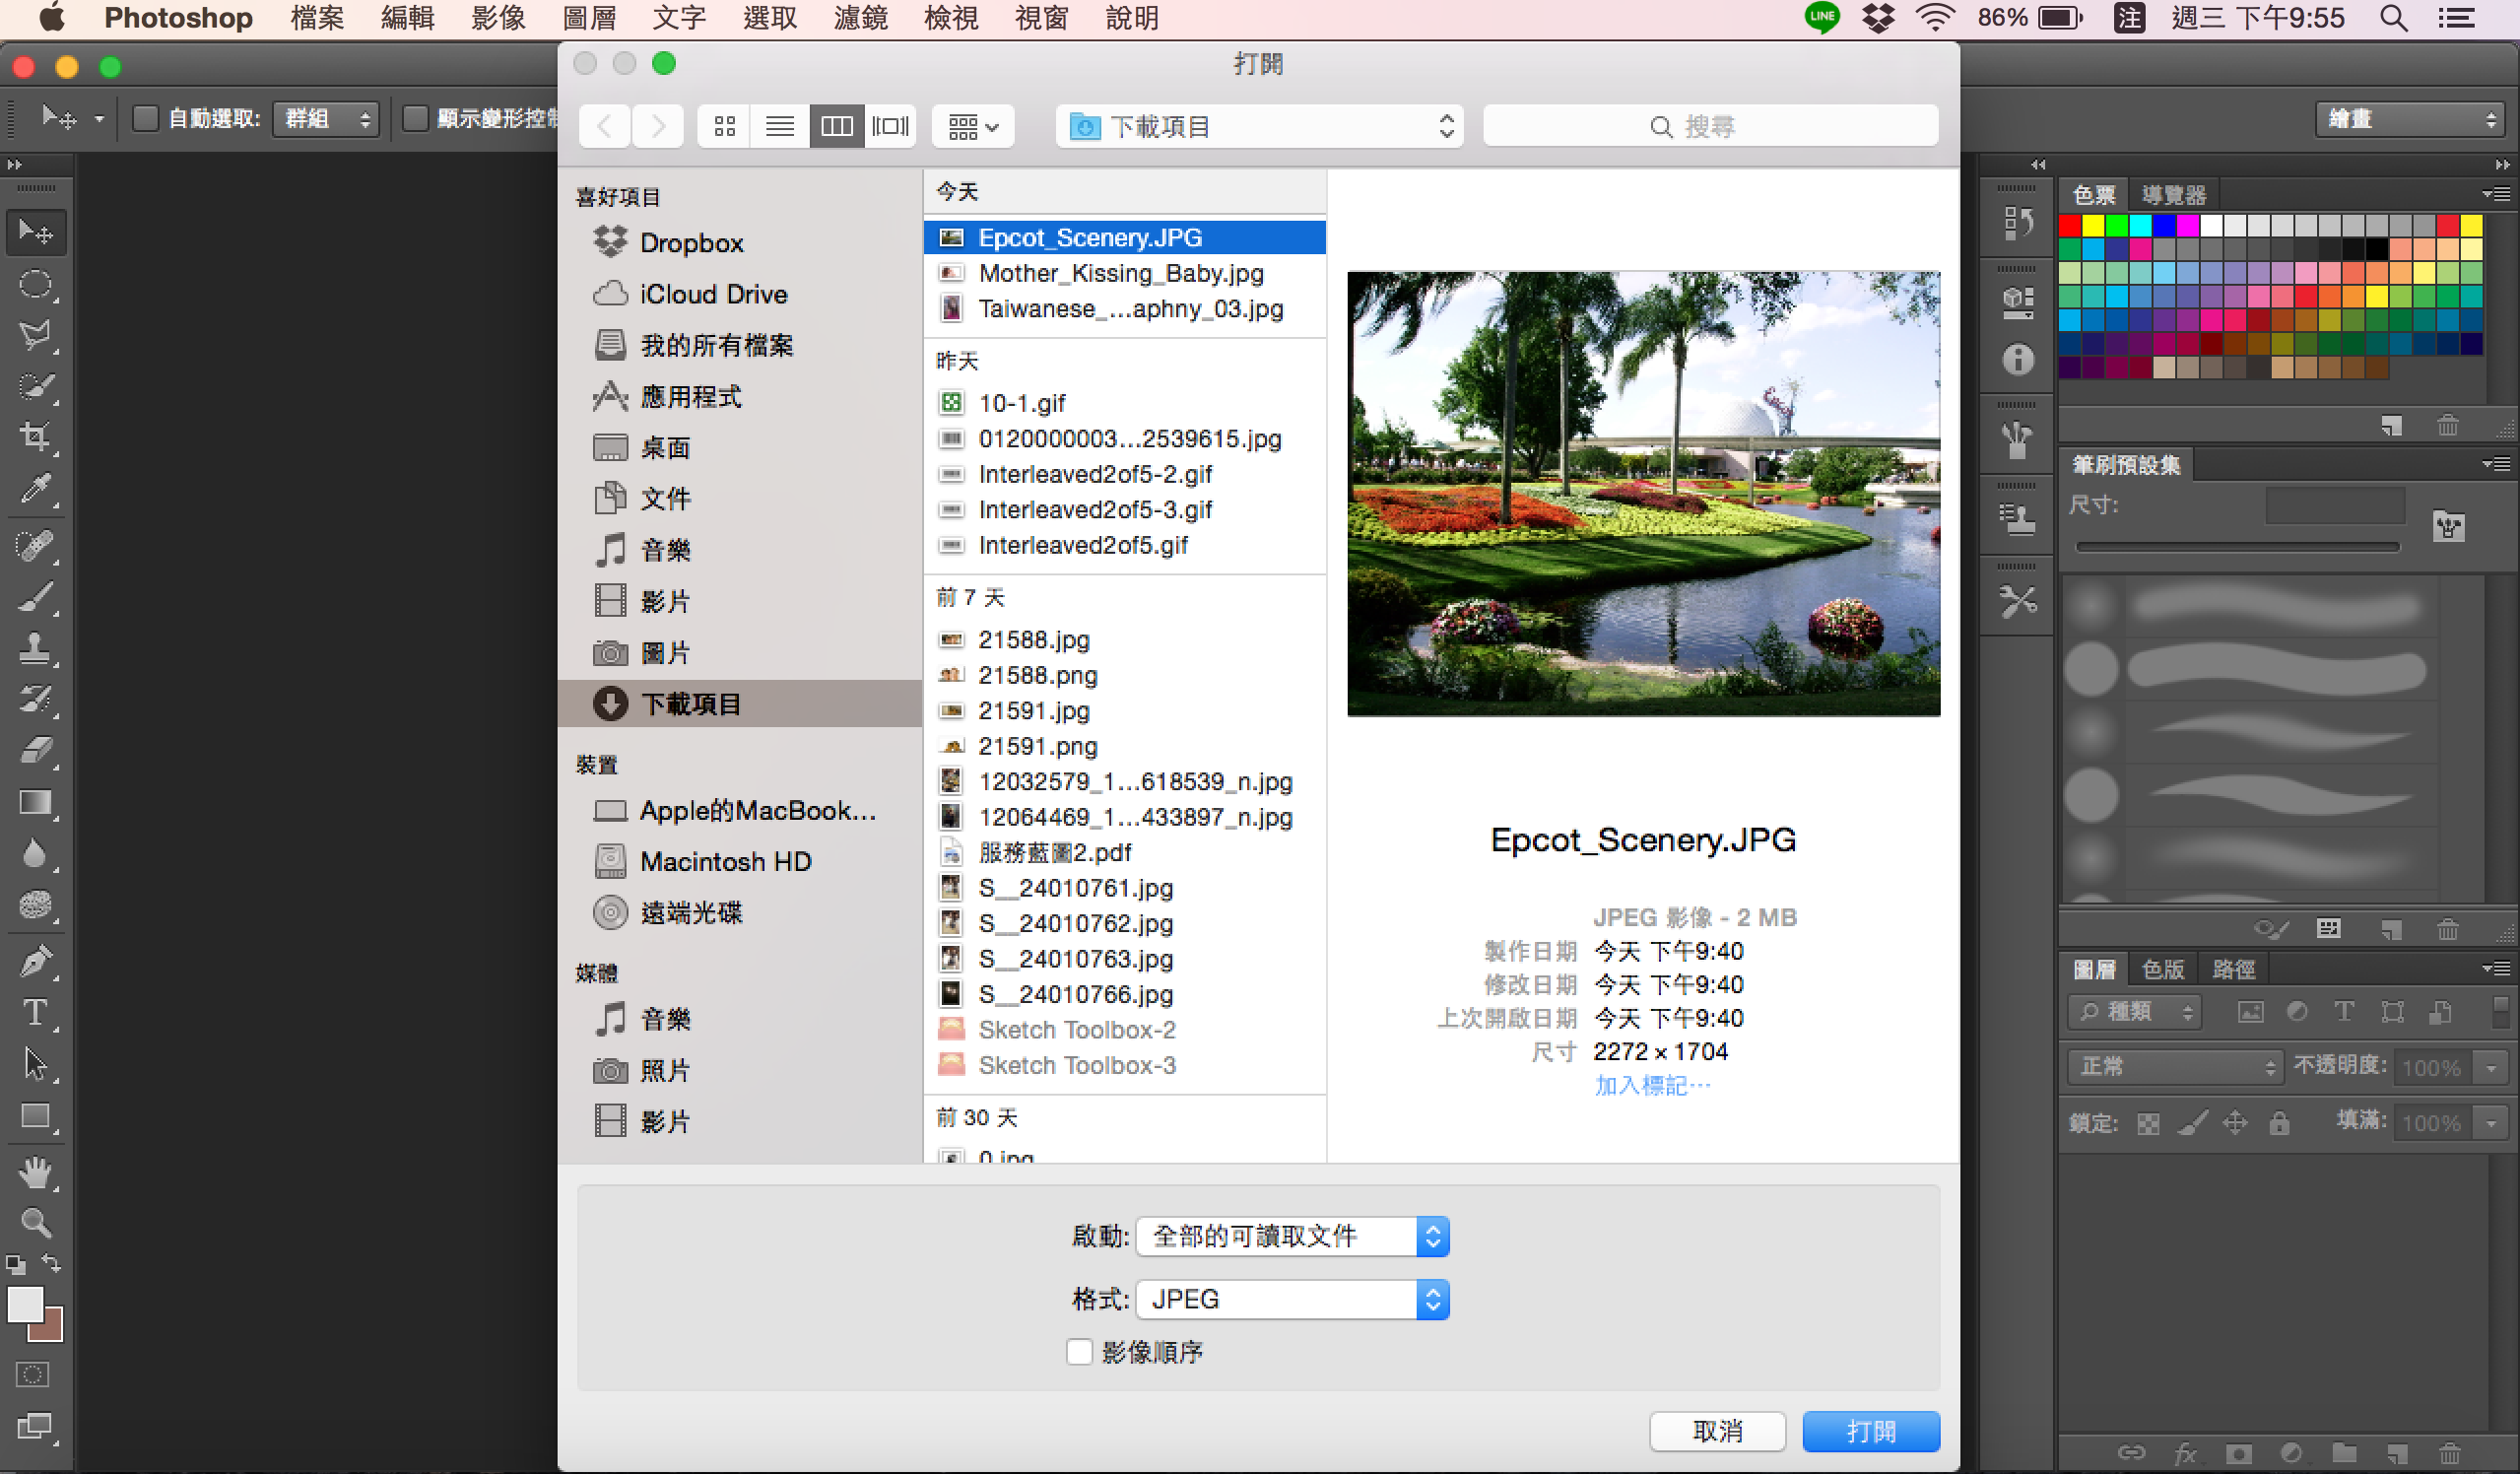 Photoshop 檔案 編輯 影像 圖層 文字 選取 濾鏡 檢視 視窗 說明 LINE 86% 注 週三 下午9:55
打開
自動選取: 群組 顯示變形控制
下載項目 搜尋
繪畫
喜好項目
Dropbox
iCloud Drive
我的所有檔案
應用程式
桌面
文件
音樂
影片
圖片
下載項目
裝置
Apple的MacBook...
Macintosh HD
遠端光碟
媒體
音樂
照片
影片
今天
Epcot_Scenery.JPG
Mother_Kissing_Baby.jpg
Taiwanese_...aphny_03.jpg
昨天
10-1.gif
0120000003...2539615.jpg
Interleaved2of5-2.gif
Interleaved2of5-3.gif
Interleaved2of5.gif
前 7 天
21588.jpg
21588.png
21591.jpg
21591.png
12032579_1...618539_n.jpg
12064469_1...433897_n.jpg
服務藍圖2.pdf
S__24010761.jpg
S__24010762.jpg
S__24010763.jpg
S__24010766.jpg
Sketch Toolbox-2
Sketch Toolbox-3
前 30 天
0.jpg
Epcot_Scenery.JPG
JPEG 影像 - 2 MB
製作日期 今天 下午9:40
修改日期 今天 下午9:40
上次開啟日期 今天 下午9:40
尺寸 2272 × 1704
加入標記⋯
啟動: 全部的可讀取文件
格式: JPEG
影像順序
取消 打開
色票 導覽器
筆刷預設集
尺寸:
圖層 色版 路徑
種類
正常 不透明度: 100%
鎖定: 填滿: 100%
fx